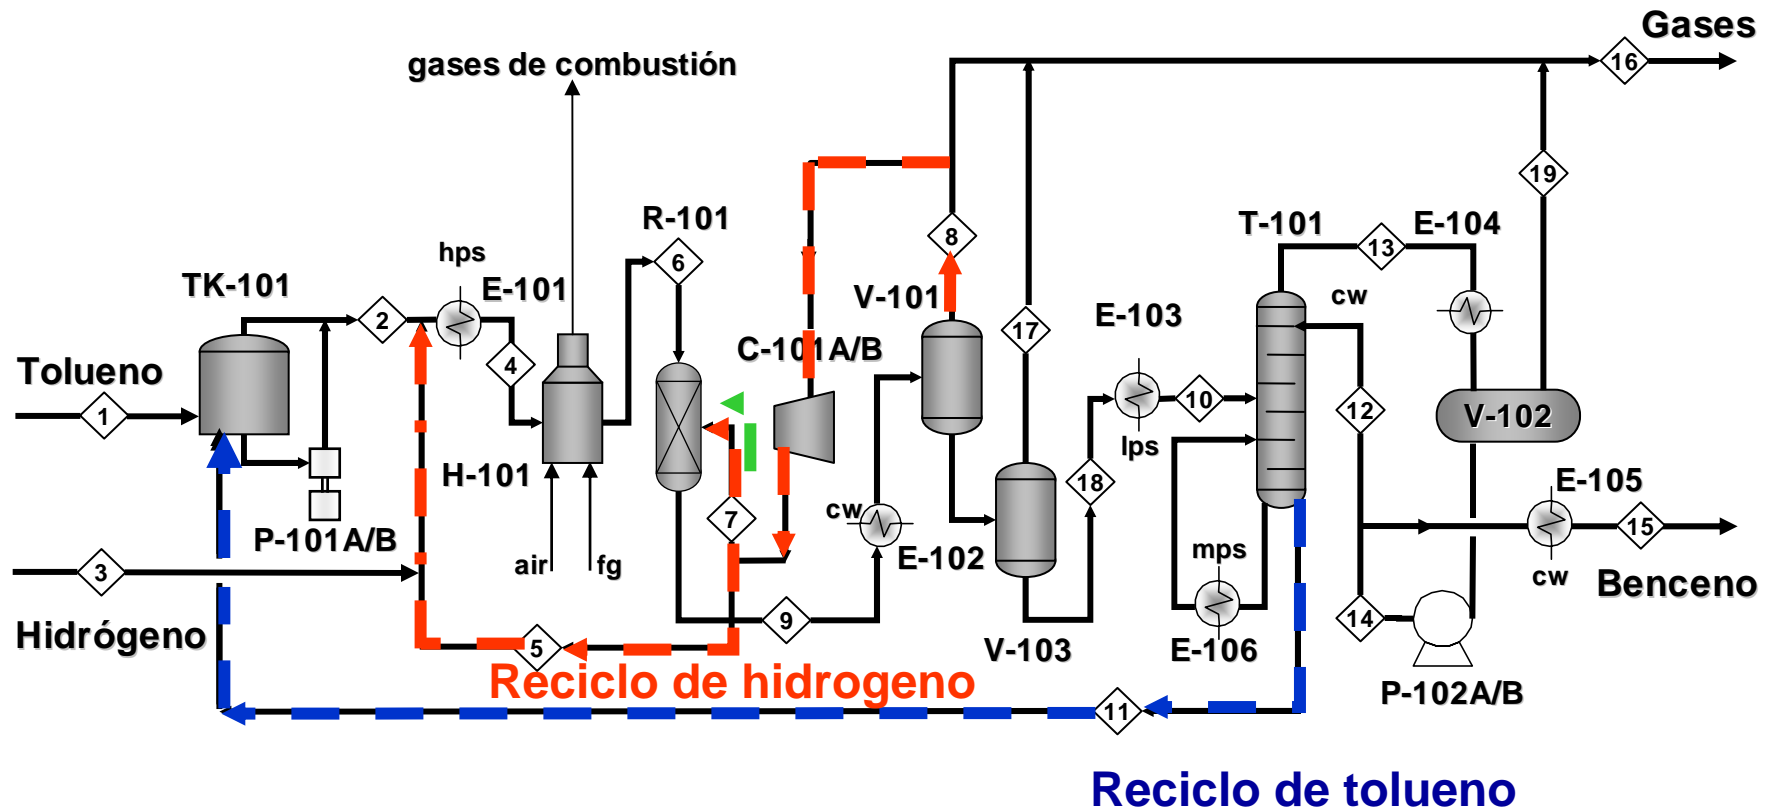 Gases
16
gases de combustión
19
R-101
T-101
E-104
13
8
hps
6
TK-101
E-101
V-101
cw
2
E-103
17
C-101A/B
4
Tolueno
1
10
12
V-102
lps
H-101
18
E-105
7
cw
15
P-101A/B
E-102
mps
air
fg
cw
3
Benceno
Hidrógeno
9
14
5
V-103
E-106
Reciclo de hidrogeno
P-102A/B
11
Reciclo de tolueno